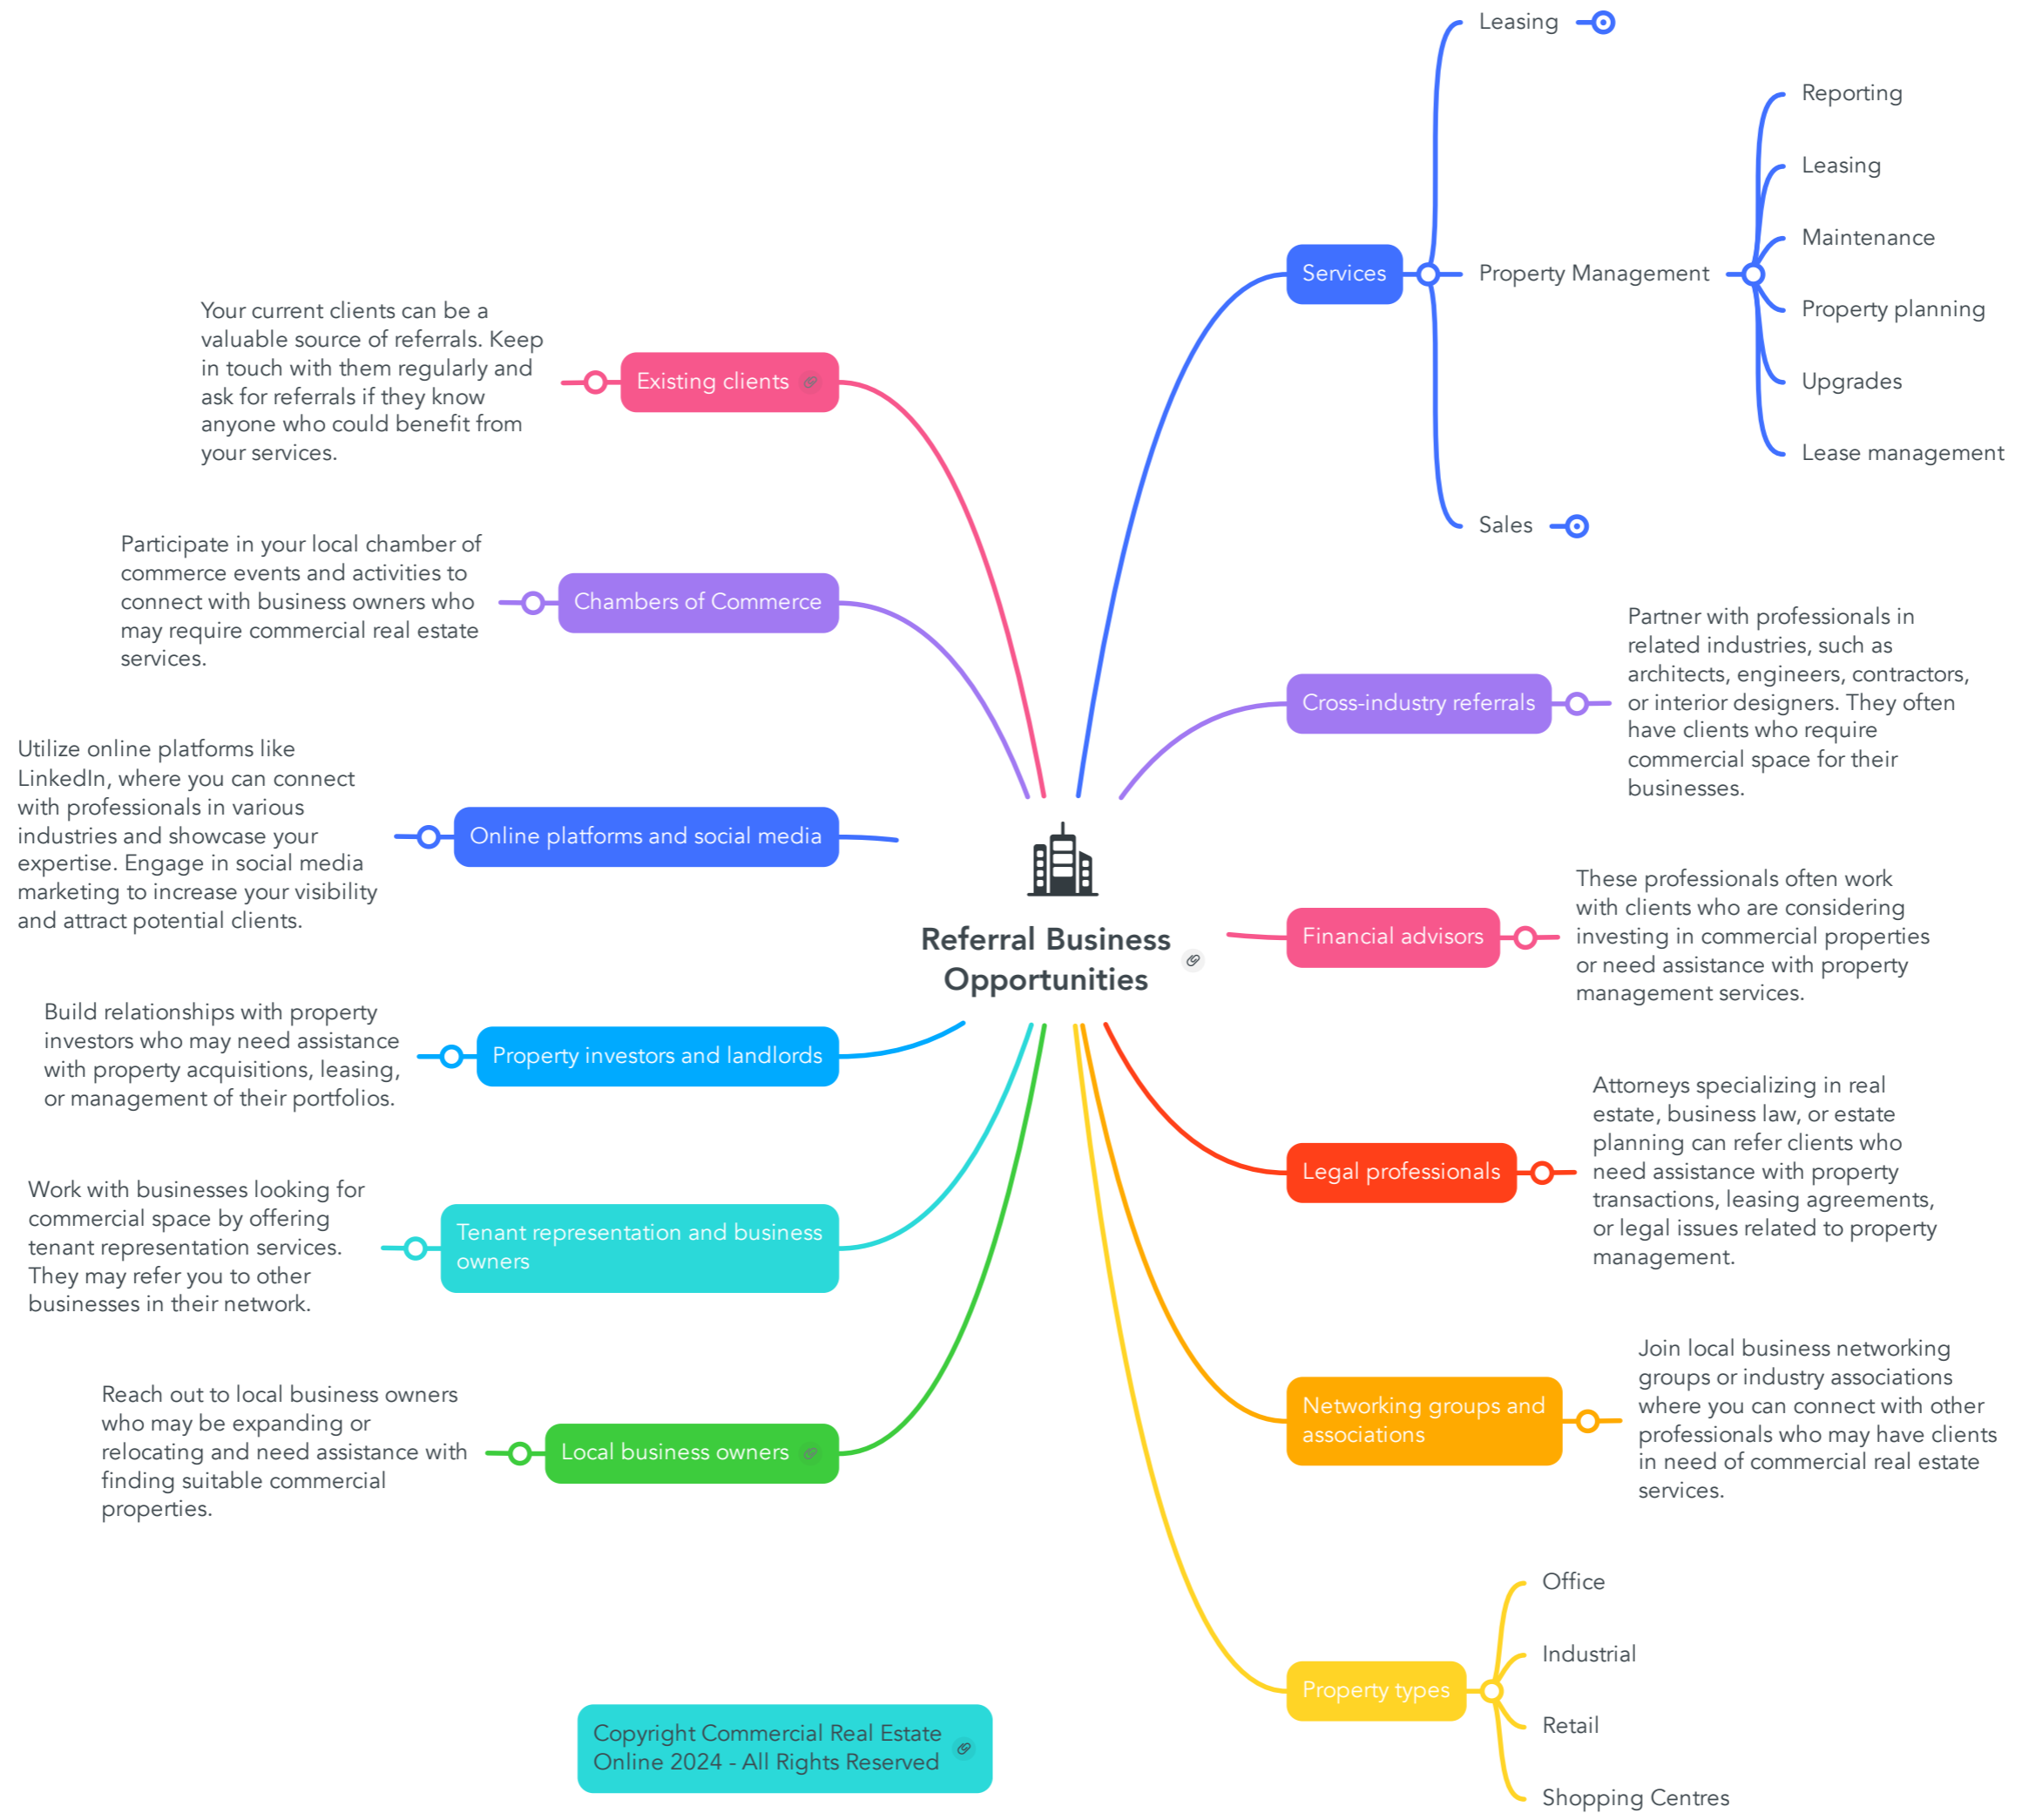 Referral Business
Opportunities
Services
Leasing
Property Management
Reporting
Leasing
Maintenance
Property planning
Upgrades
Lease management
Sales
Cross-industry referrals
Partner with professionals in
related industries, such as
architects, engineers, contractors,
or interior designers. They often
have clients who require
commercial space for their
businesses.
Financial advisors
These professionals often work
with clients who are considering
investing in commercial properties
or need assistance with property
management services.
Legal professionals
Attorneys specializing in real
estate, business law, or estate
planning can refer clients who
need assistance with property
transactions, leasing agreements,
or legal issues related to property
management.
Networking groups and
associations
Join local business networking
groups or industry associations
where you can connect with other
professionals who may have clients
in need of commercial real estate
services.
Property types
Office
Industrial
Retail
Shopping Centres
Existing clients
Your current clients can be a
valuable source of referrals. Keep
in touch with them regularly and
ask for referrals if they know
anyone who could benefit from
your services.
Chambers of Commerce
Participate in your local chamber of
commerce events and activities to
connect with business owners who
may require commercial real estate
services.
Online platforms and social media
Utilize online platforms like
LinkedIn, where you can connect
with professionals in various
industries and showcase your
expertise. Engage in social media
marketing to increase your visibility
and attract potential clients.
Property investors and landlords
Build relationships with property
investors who may need assistance
with property acquisitions, leasing,
or management of their portfolios.
Tenant representation and business
owners
Work with businesses looking for
commercial space by offering
tenant representation services.
They may refer you to other
businesses in their network.
Local business owners
Reach out to local business owners
who may be expanding or
relocating and need assistance with
finding suitable commercial
properties.
Copyright Commercial Real Estate
Online 2024 - All Rights Reserved